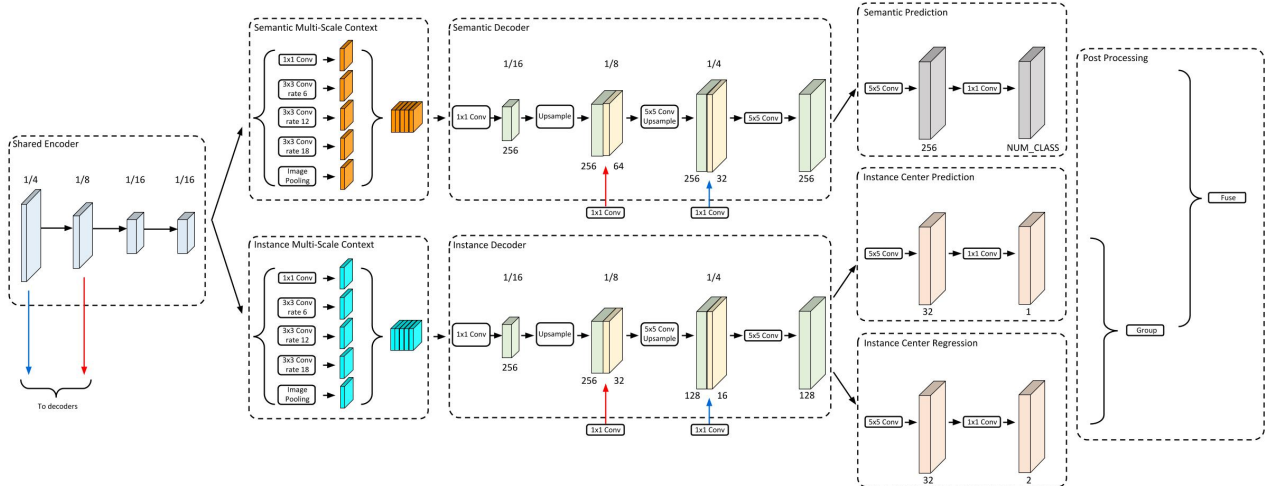 Shared Encoder
1/4
1/8
1/16
1/16
To decoders
Semantic Multi-Scale Context
1x1 Conv
3x3 Conv
rate 6
3x3 Conv
rate 12
3x3 Conv
rate 18
Image
Pooling
Semantic Decoder
1/16
1/8
1/4
1x1 Conv
256
Upsample
256
64
1x1 Conv
5x5 Conv
Upsample
256
32
1x1 Conv
5x5 Conv
256
Semantic Prediction
5x5 Conv
256
1x1 Conv
NUM_CLASS
Instance Multi-Scale Context
1x1 Conv
3x3 Conv
rate 6
3x3 Conv
rate 12
3x3 Conv
rate 18
Image
Pooling
Instance Decoder
1/16
1/8
1/4
1x1 Conv
256
Upsample
256
32
1x1 Conv
5x5 Conv
Upsample
128
16
1x1 Conv
5x5 Conv
128
Instance Center Prediction
5x5 Conv
32
1x1 Conv
1
Instance Center Regression
5x5 Conv
32
1x1 Conv
2
Post Processing
Group
Fuse